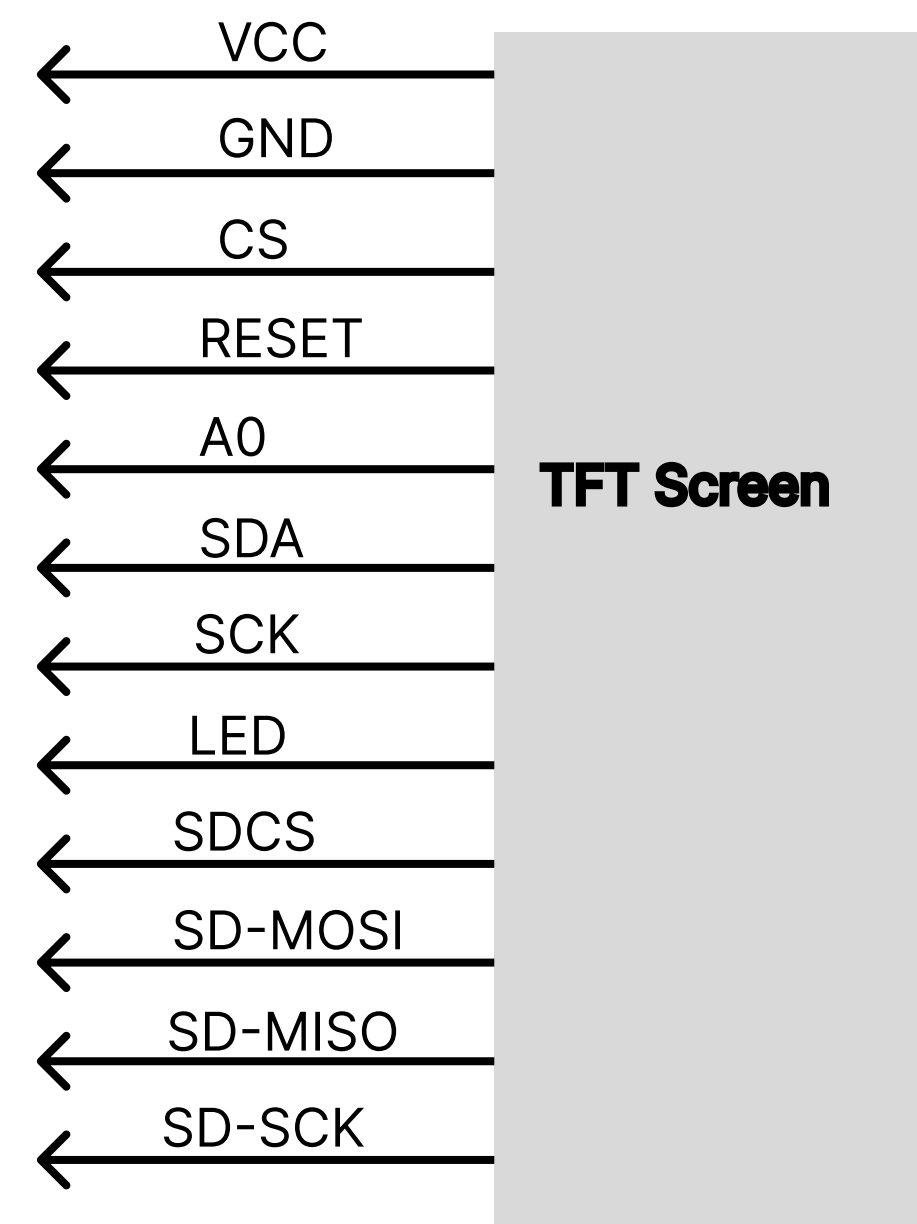 VCC
GND
CS
RESET
A0
TFT Screen
SDA
SCK
LED
SDCS
SD-MOSI
SD-MISO
SD-SCK